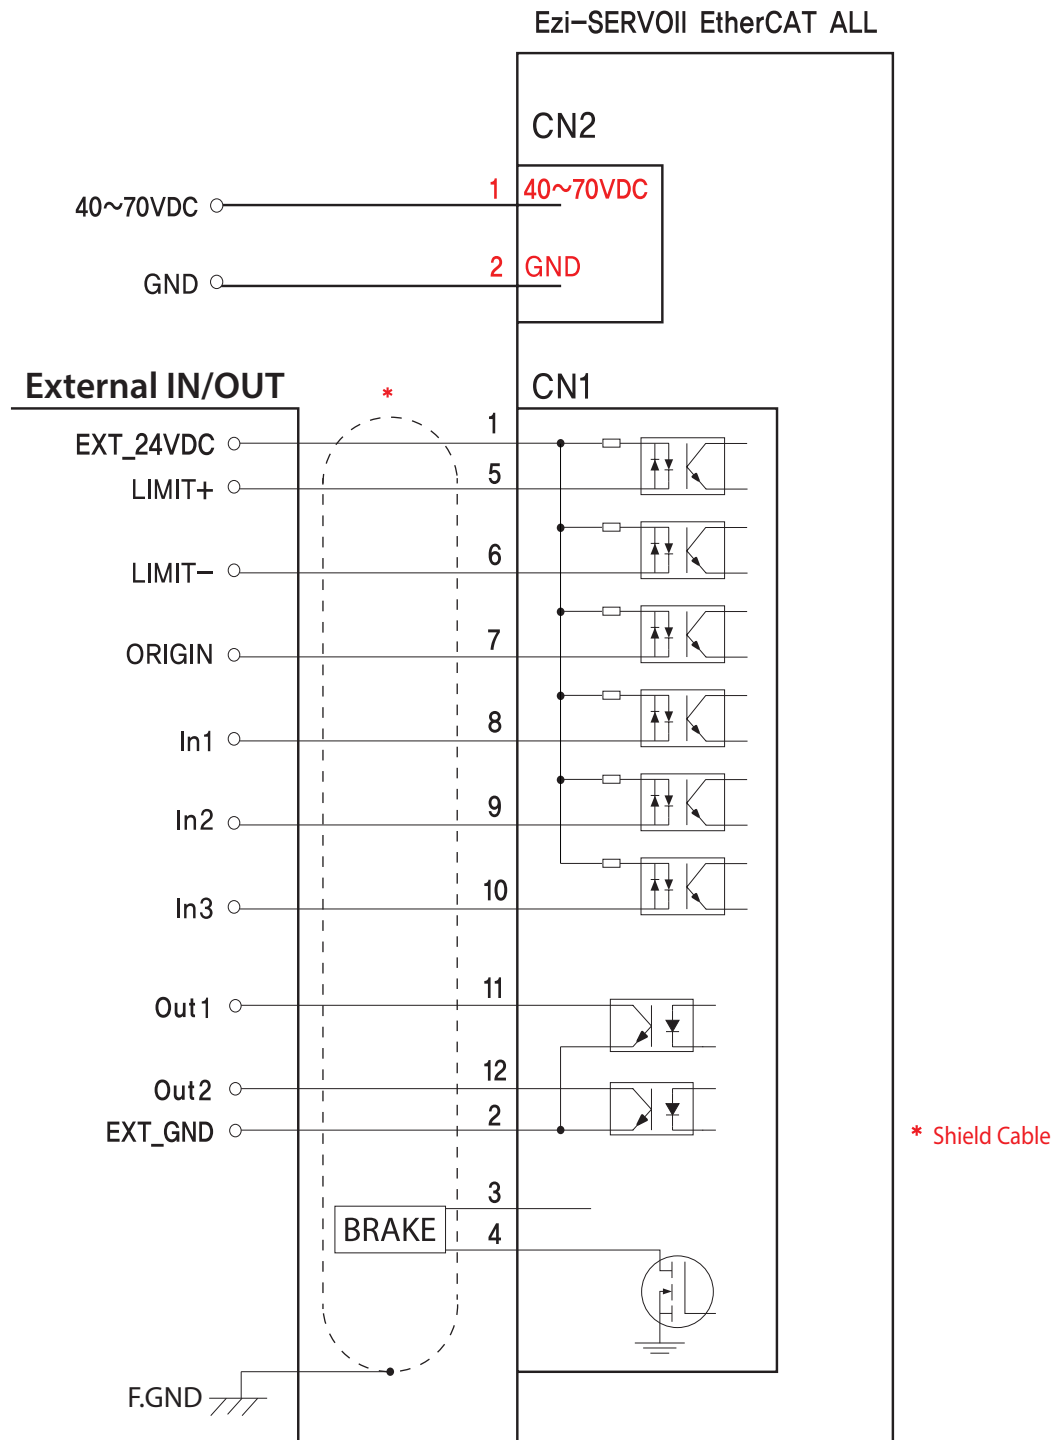 Ezi-SERVOII EtherCAT ALL
CN2
40~70VDC 1 40~70VDC
GND 2 GND
External IN/OUT * CN1
EXT_24VDC 1
LIMIT+ 5
LIMIT- 6
ORIGIN 7
In1 8
In2 9
In3 10
Out1 11
Out2 12
EXT_GND 2
* Shield Cable
BRAKE 3
4
F.GND